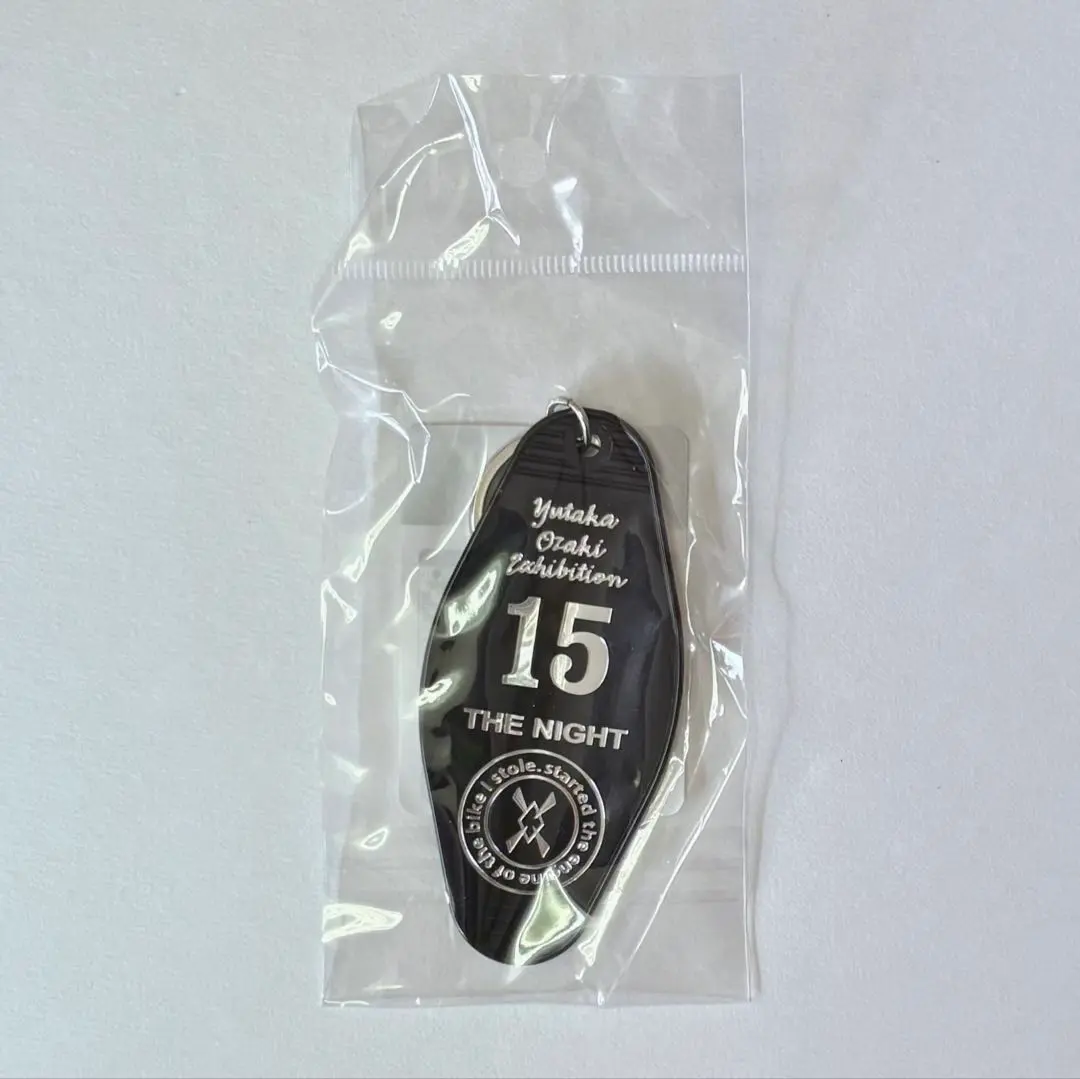 Yutaka
Ozaki
Exhibition
15
THE NIGHT
started the engine of the bike I stole.